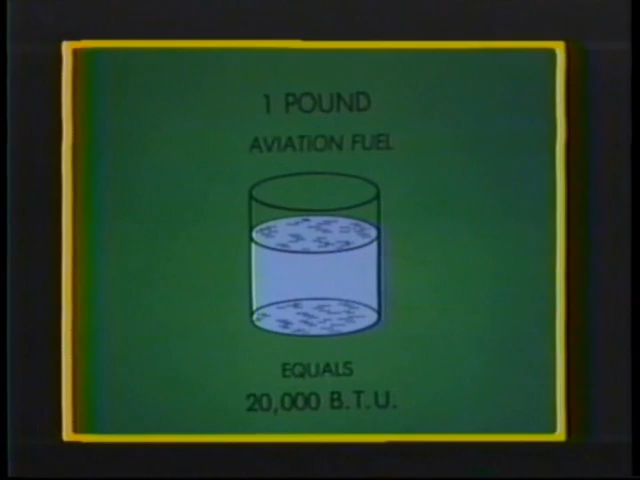 1 POUND
AVIATION FUEL
EQUALS
20,000 B.T.U.